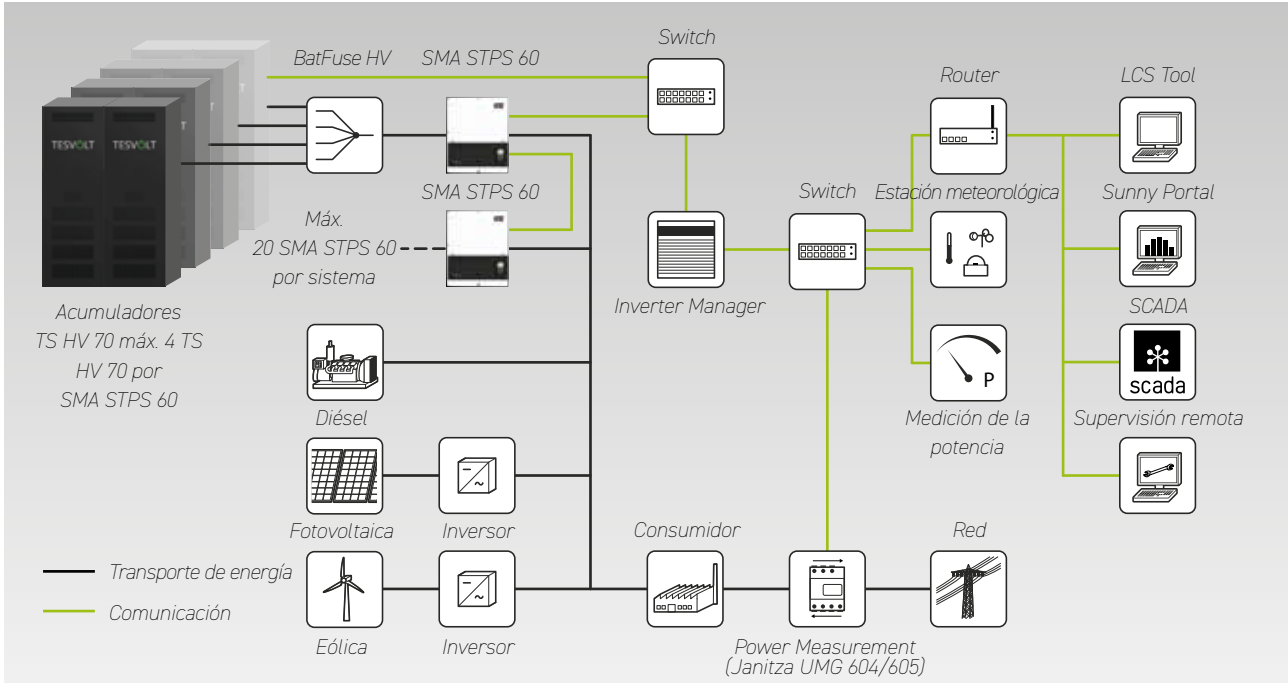 BatFuse HV
SMA STPS 60
Switch
Router
LCS Tool
TESVOLT TESVOLT
SMA STPS 60
Máx.
20 SMA STPS 60
por sistema
Switch
Estación meteorológica
Sunny Portal
Acumuladores
TS HV 70 máx. 4 TS
HV 70 por
SMA STPS 60
Inverter Manager
SCADA
P
scada
Diésel
Medición de la
potencia
Supervisión remota
Fotovoltaica
Inversor
Consumidor
Red
Transporte de energía
Comunicación
Eólica
Inversor
Power Measurement
(Janitza UMG 604/605)